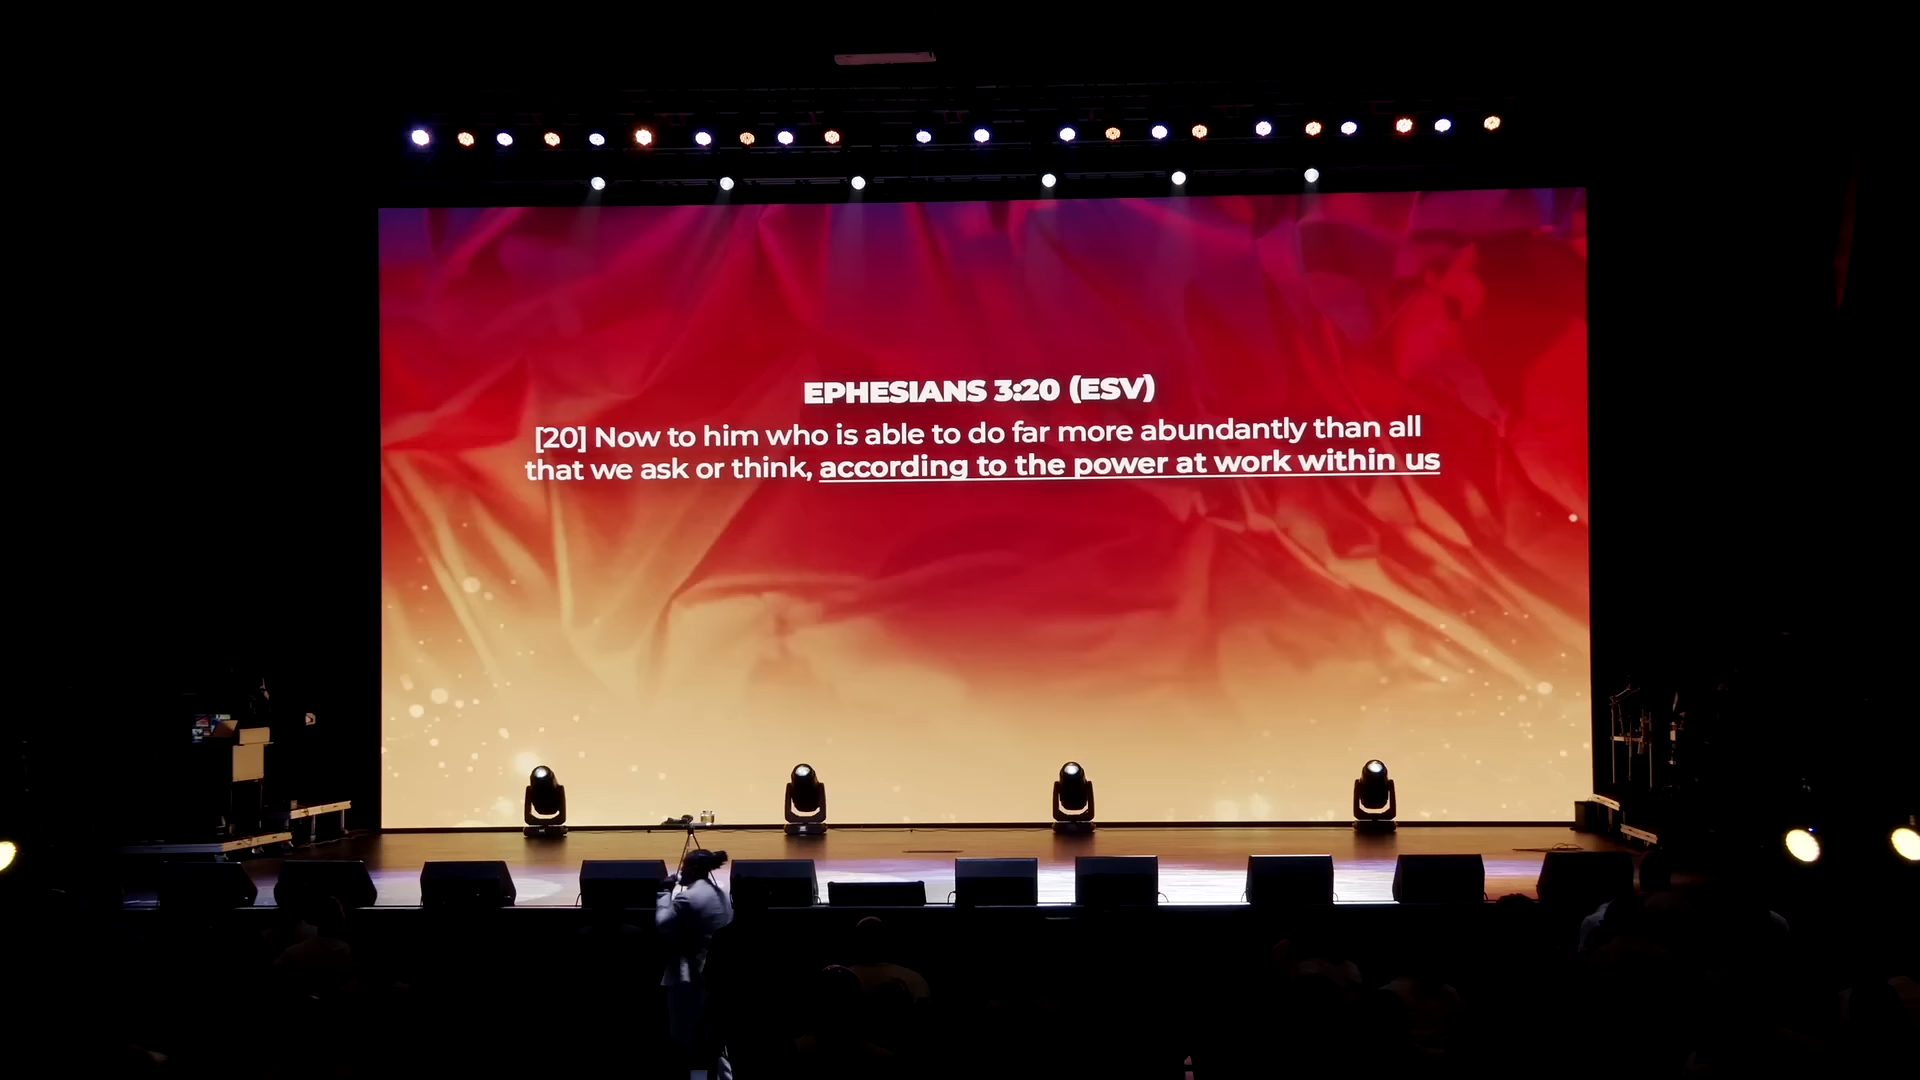 EPHESIANS 3:20 (ESV)
[20] Now to him who is able to do far more abundantly than all
that we ask or think, according to the power at work within us